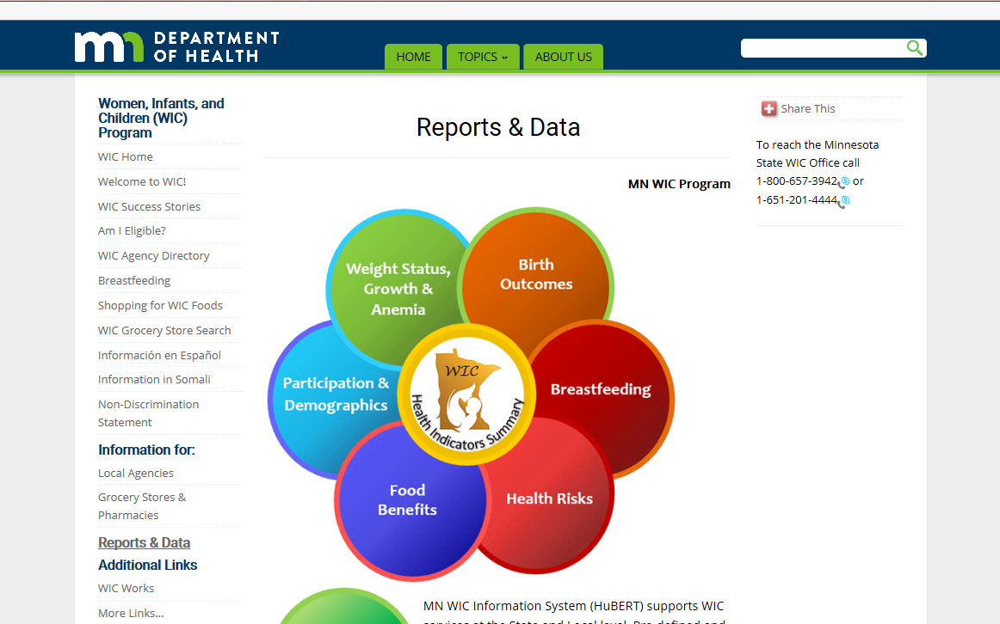 DEPARTMENT
OF HEALTH
HOME
TOPICS
ABOUT US
Women, Infants, and
Children (WIC)
Program
WIC Home
Welcome to WIC!
WIC Success Stories
Am I Eligible?
WIC Agency Directory
Breastfeeding
Shopping for WIC Foods
WIC Grocery Store Search
Información en Español
Information in Somali
Non-Discrimination
Statement
Information for:
Local Agencies
Grocery Stores &
Pharmacies
Reports & Data
Additional Links
WIC Works
More Links...
Reports & Data
MN WIC Program
Weight Status,
Growth &
Anemia
Birth
Outcomes
Participation &
Demographics
WIC
Health Indicators Summary
Breastfeeding
Food
Benefits
Health Risks
MN WIC Information System (HuBERT) supports WIC
services at the State and Local level. Pre-defined and
Share This
To reach the Minnesota
State WIC Office call
1-800-657-3942 or
1-651-201-4444